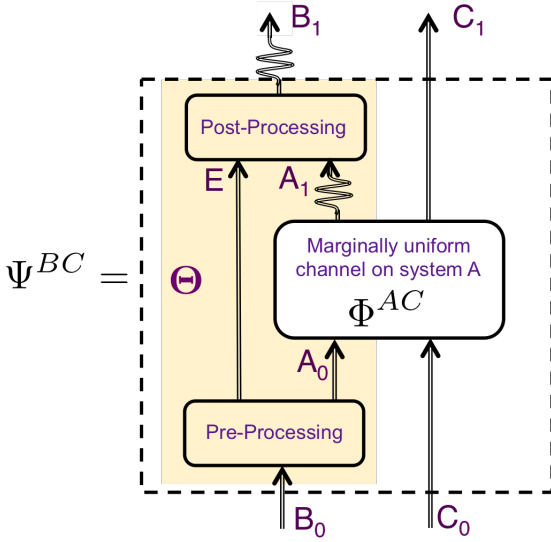 B₁ C₁
Post-Processing
E A₁
Marginally uniform
channel on system A
Ψ^{BC} = Θ Φ^{AC}
A₀
Pre-Processing
B₀ C₀